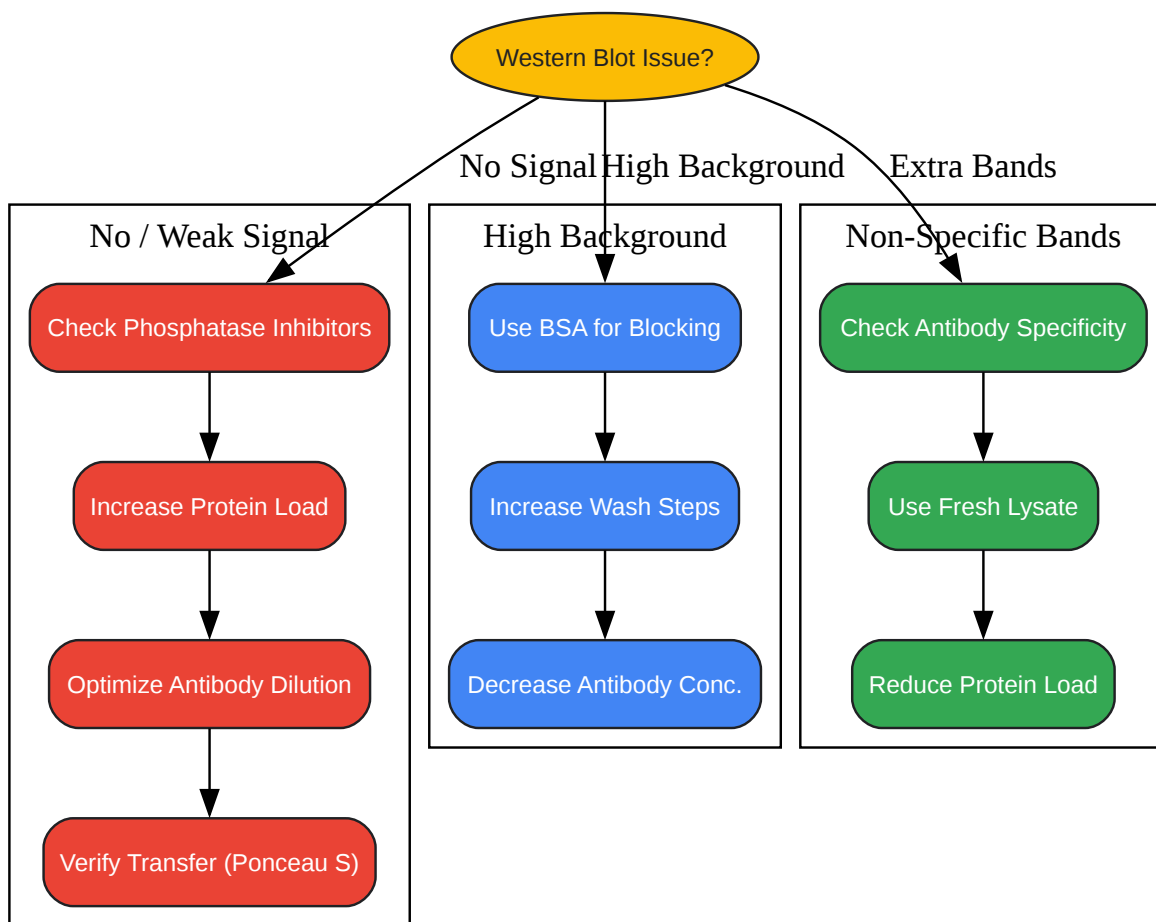 Western Blot Issue?
No Signal
High Background
Extra Bands
No / Weak Signal
Check Phosphatase Inhibitors
Increase Protein Load
Optimize Antibody Dilution
Verify Transfer (Ponceau S)
High Background
Use BSA for Blocking
Increase Wash Steps
Decrease Antibody Conc.
Non-Specific Bands
Check Antibody Specificity
Use Fresh Lysate
Reduce Protein Load